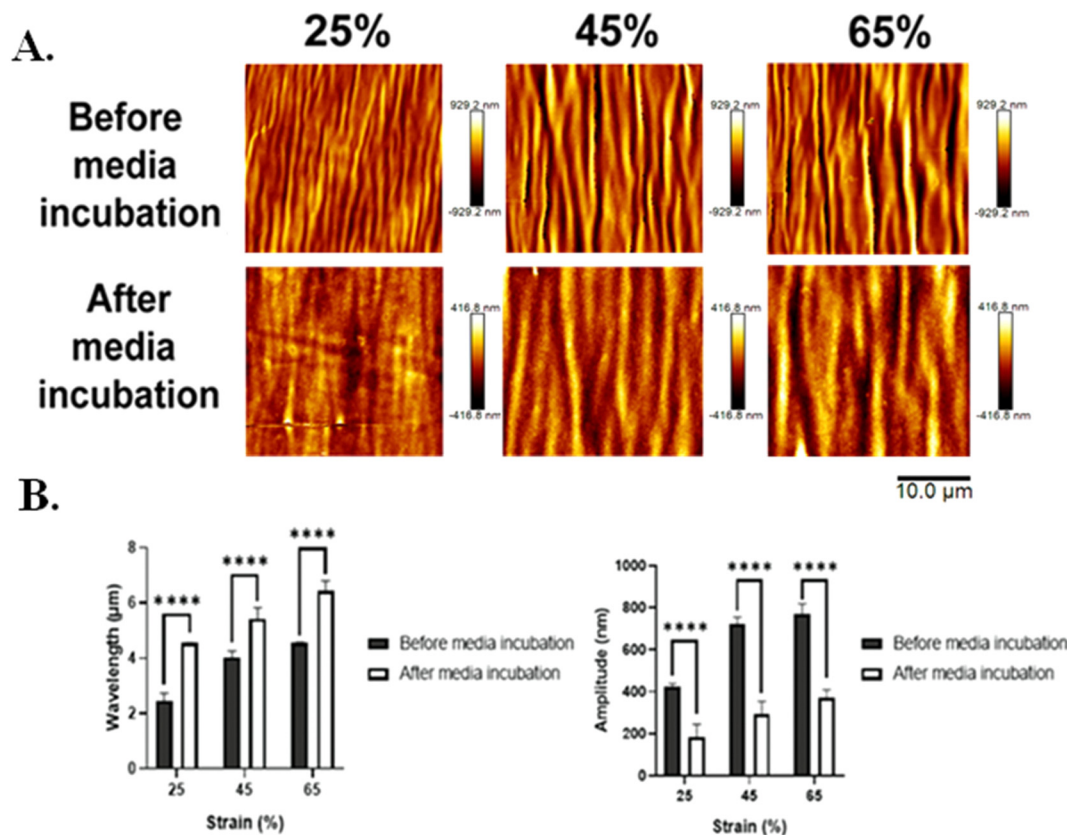 A.
25%
45%
65%
Before
media
incubation
929.2 nm
-929.2 nm
929.2 nm
-929.2 nm
929.2 nm
-929.2 nm
After
media
incubation
416.8 nm
-416.8 nm
416.8 nm
-416.8 nm
416.8 nm
-416.8 nm
10.0 µm
B.
Wavelength (µm)
8
6
4
2
0
****
****
****
25
45
65
Strain (%)
Before media incubation
After media incubation
Amplitude (nm)
1000
800
600
400
200
0
****
****
****
25
45
65
Strain (%)
Before media incubation
After media incubation